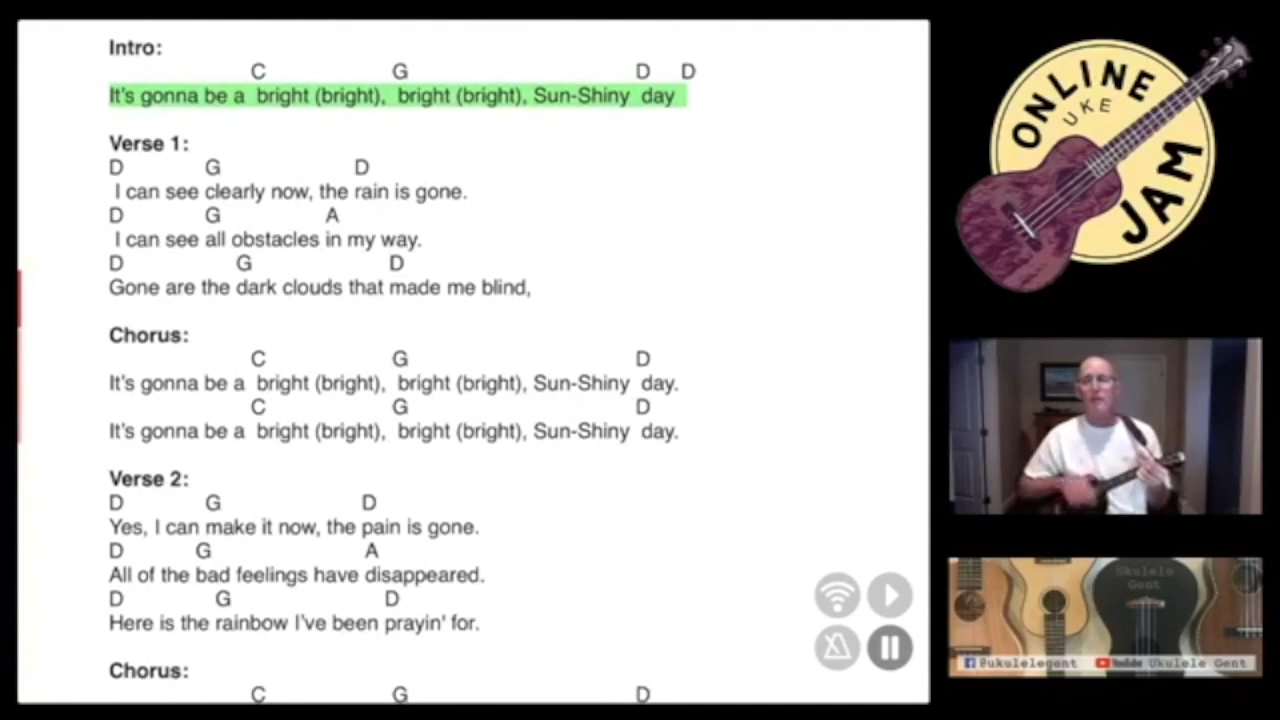 Intro:
C G D D
It's gonna be a bright (bright), bright (bright), Sun-Shiny day
Verse 1:
D G D
I can see clearly now, the rain is gone.
D G A
I can see all obstacles in my way.
D G D
Gone are the dark clouds that made me blind,
Chorus:
C G D
It's gonna be a bright (bright), bright (bright), Sun-Shiny day.
C G D
It's gonna be a bright (bright), bright (bright), Sun-Shiny day.
Verse 2:
D G D
Yes, I can make it now, the pain is gone.
D G A
All of the bad feelings have disappeared.
D G D
Here is the rainbow I've been prayin' for.
Chorus:
C G D
ONLINE
UKE
JAM
Ukulele
Gent
@ukulelegent YouTube Ukulele Gent